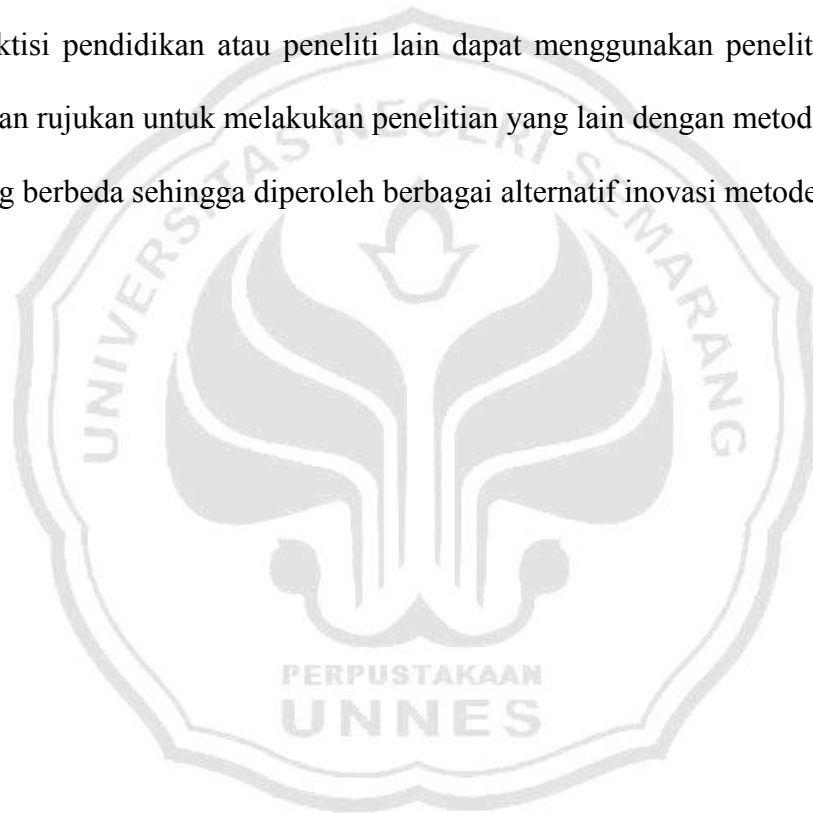 ktisi pendidikan atau peneliti lain dapat menggunakan penelit
an rujukan untuk melakukan penelitian yang lain dengan metod
g berbeda sehingga diperoleh berbagai alternatif inovasi metode
UNIVERSITAS NEGERI SEMARANG
PERPUSTAKAAN
UNNES